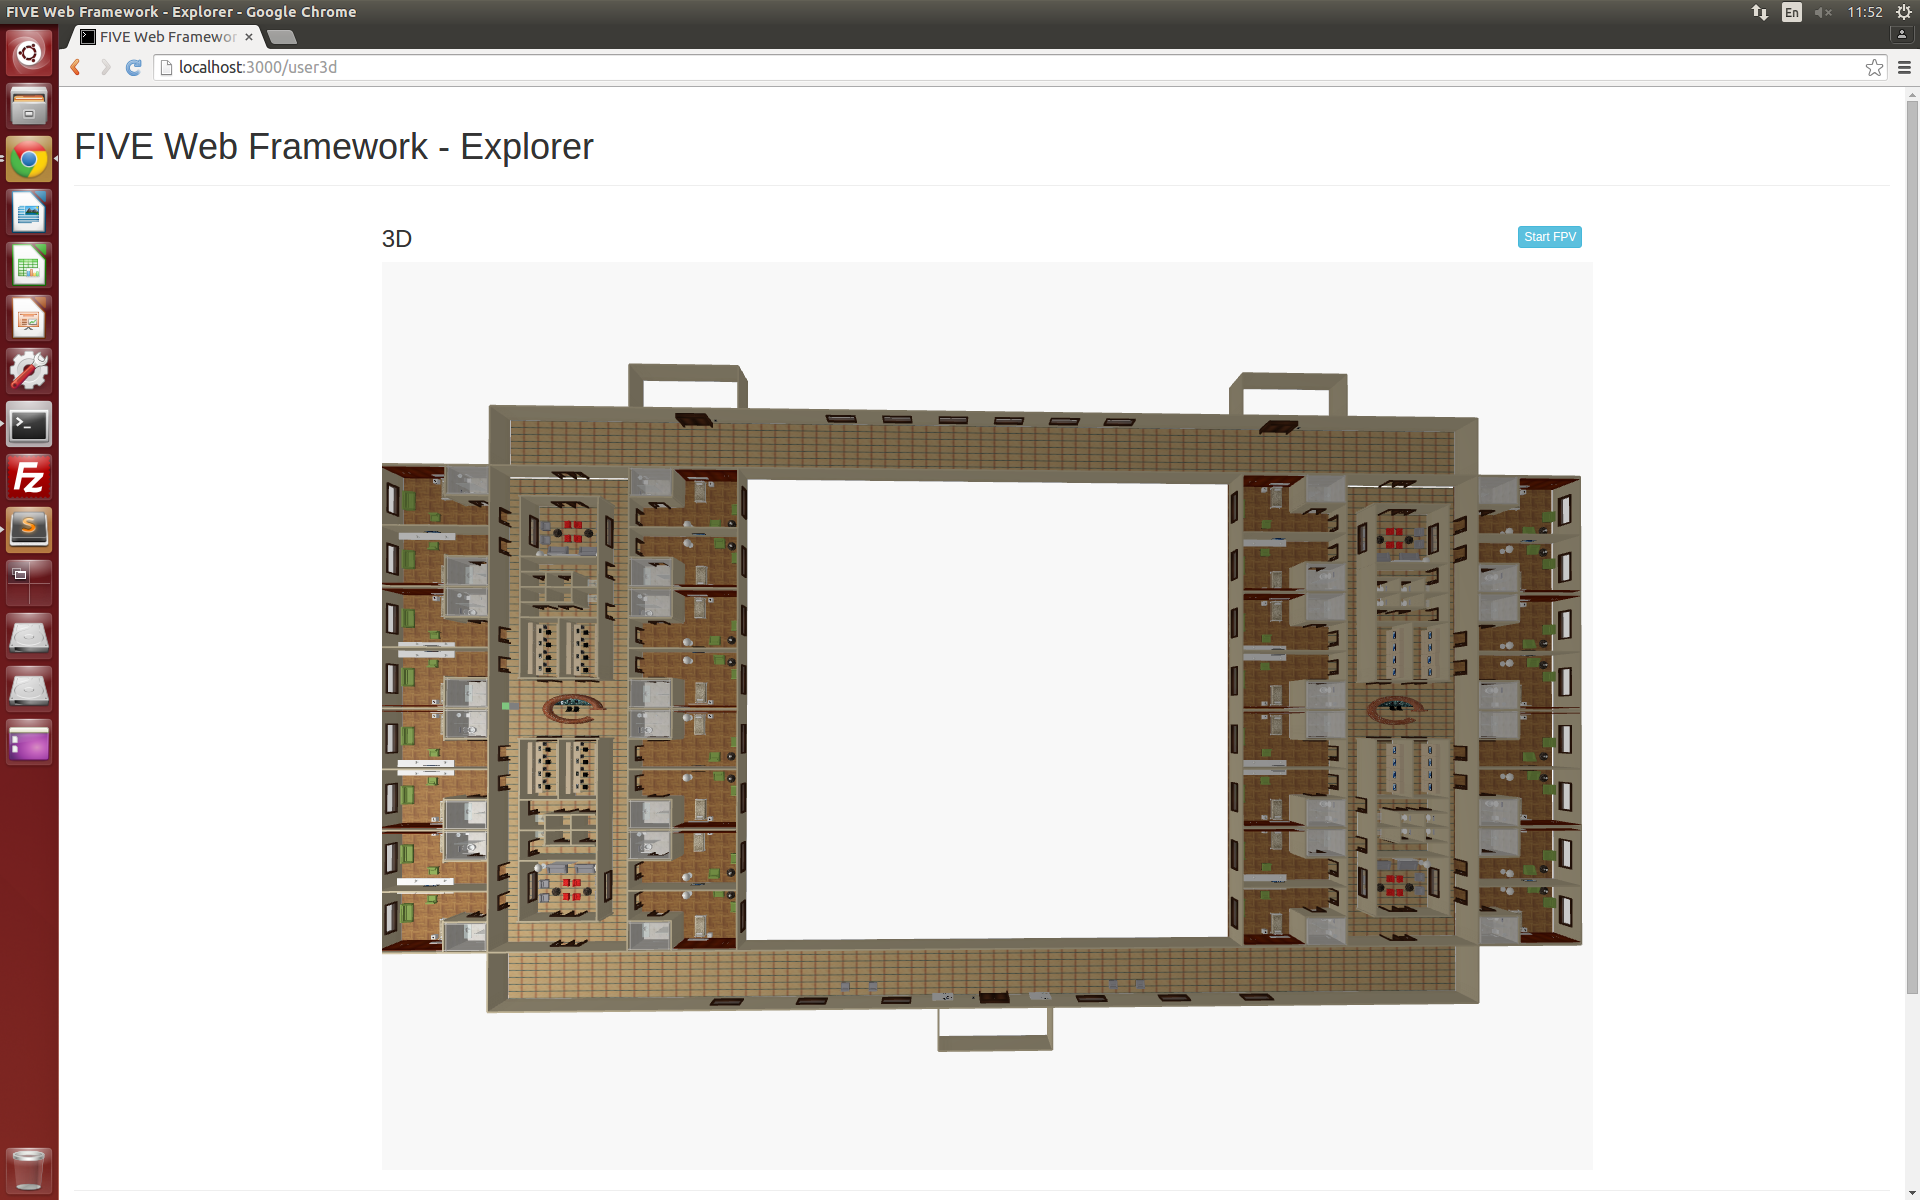 FIVE Web Framework - Explorer - Google Chrome
En
11:52
FIVE Web Framewor
localhost:3000/user3d
FIVE Web Framework - Explorer
3D
Start FPV